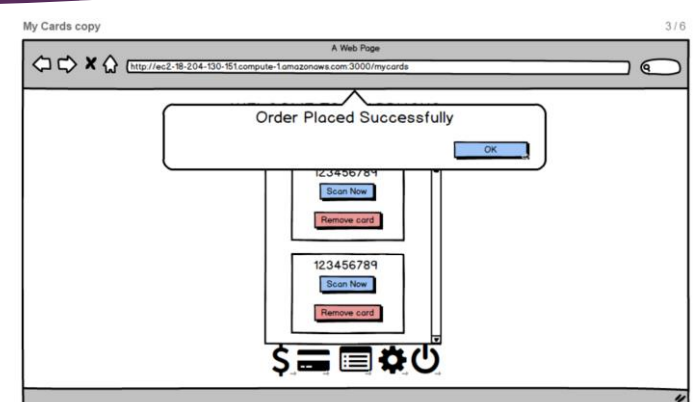 My Cards copy
3 / 6
A Web Page
http://ec2-18-204-130-151.compute-1.amazonaws.com:3000/mycards
Order Placed Successfully
OK
123456789
Scan Now
Remove card
123456789
Scan Now
Remove card